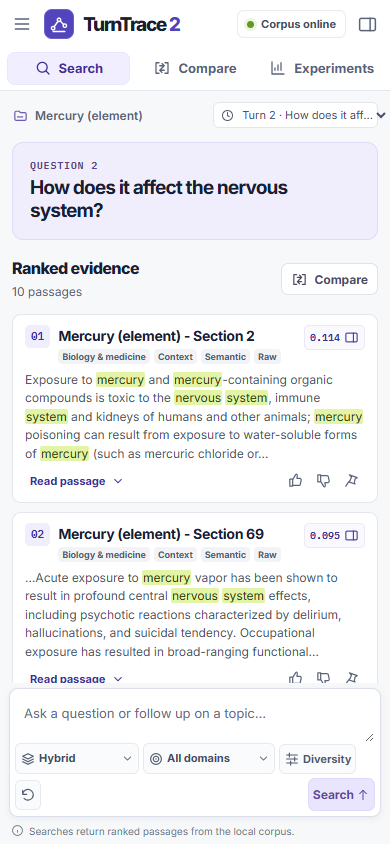 TurnTrace 2
Corpus online
Search
Compare
Experiments
Mercury (element)
Turn 2 · How does it aff...
QUESTION 2
How does it affect the nervous
system?
Ranked evidence
10 passages
Compare
01
Mercury (element) - Section 2
0.114
Biology & medicine
Context
Semantic
Raw
Exposure to mercury and mercury-containing organic
compounds is toxic to the nervous system, immune
system and kidneys of humans and other animals; mercury
poisoning can result from exposure to water-soluble forms
of mercury (such as mercuric chloride or...
Read passage
02
Mercury (element) - Section 69
0.095
Biology & medicine
Context
Semantic
Raw
...Acute exposure to mercury vapor has been shown to
result in profound central nervous system effects,
including psychotic reactions characterized by delirium,
hallucinations, and suicidal tendency. Occupational
exposure has resulted in broad-ranging functional...
Read passage
Ask a question or follow up on a topic...
Hybrid
All domains
Diversity
Search ↑
Searches return ranked passages from the local corpus.